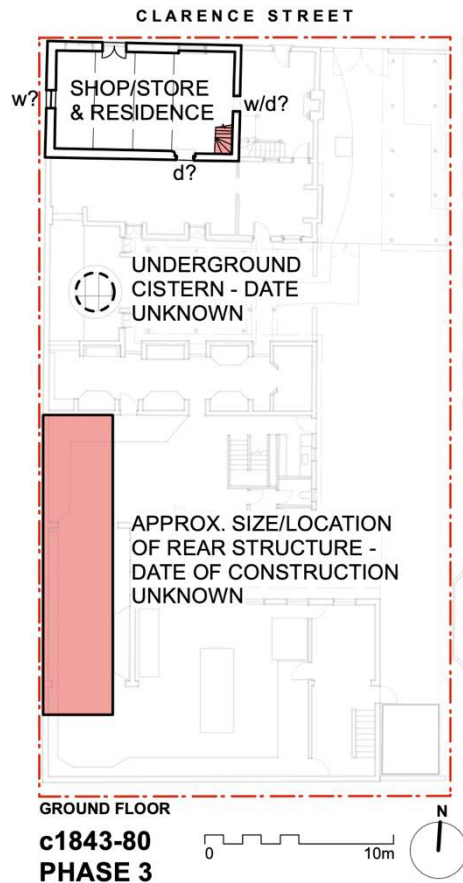 CLARENCE STREET
SHOP/STORE
& RESIDENCE
w?
w/d?
d?
UNDERGROUND
CISTERN - DATE
UNKNOWN
APPROX. SIZE/LOCATION
OF REAR STRUCTURE -
DATE OF CONSTRUCTION
UNKNOWN
GROUND FLOOR
c1843-80
PHASE 3
0
10m
N